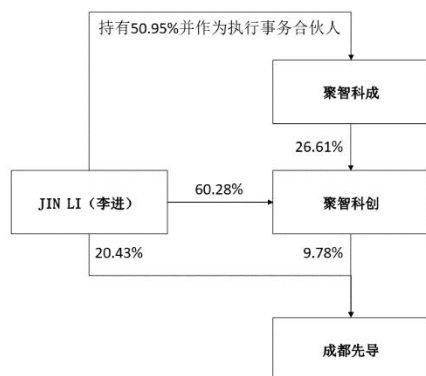 持有50.95%并作为执行事务合伙人
聚智科成
26.61%
JIN LI（李进）
60.28%
聚智科创
20.43%
9.78%
成都先导